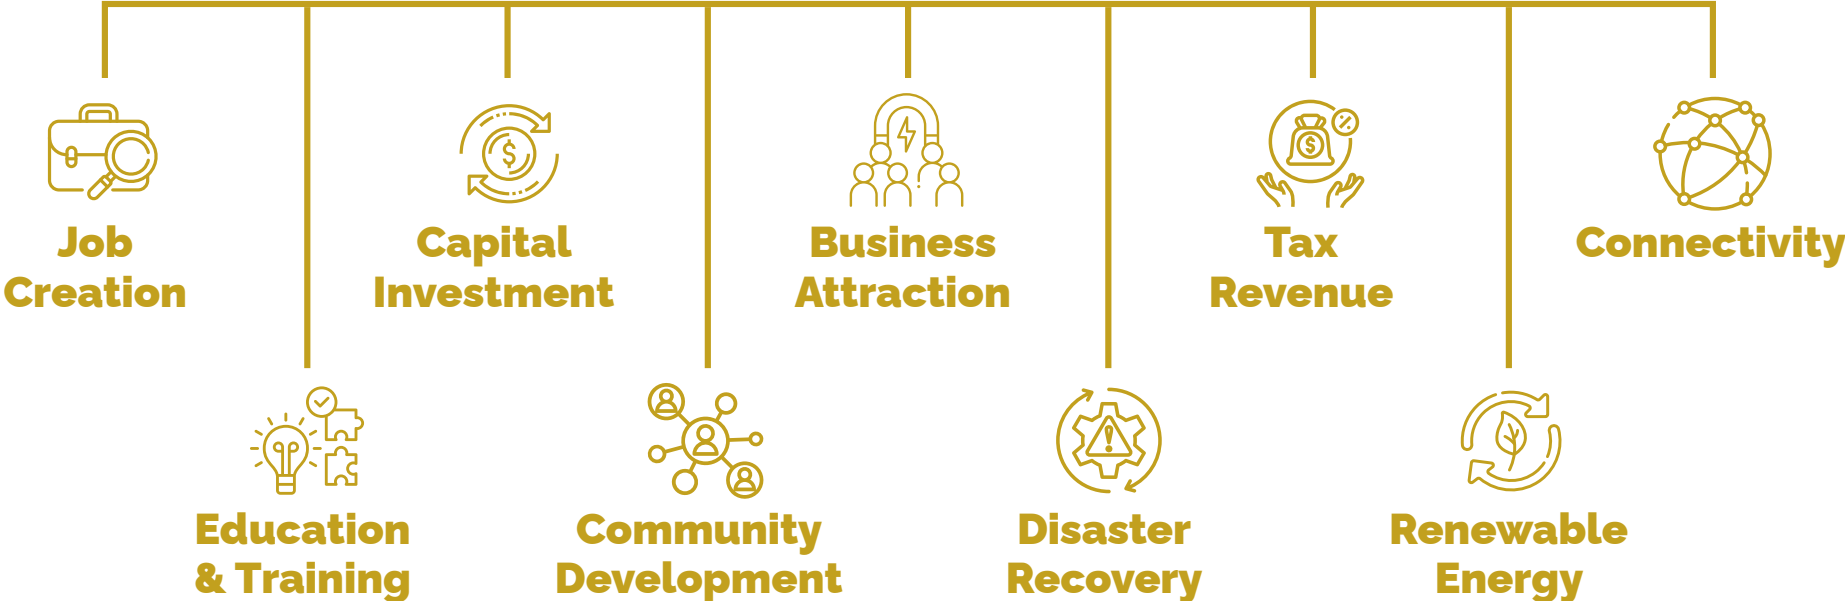 Job
Creation
Capital
Investment
Business
Attraction
Tax
Revenue
Connectivity
Education
& Training
Community
Development
Disaster
Recovery
Renewable
Energy